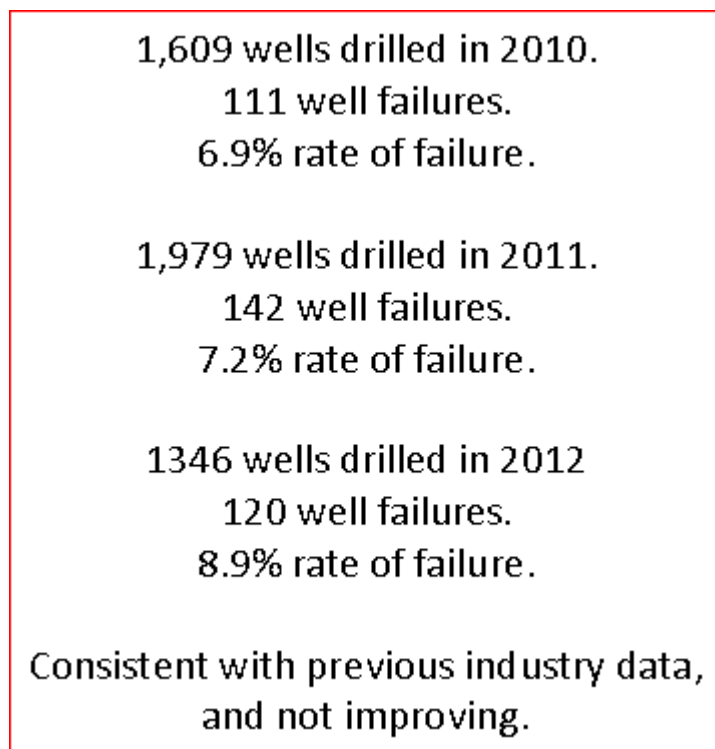 1,609 wells drilled in 2010.
111 well failures.
6.9% rate of failure.
1,979 wells drilled in 2011.
142 well failures.
7.2% rate of failure.
1346 wells drilled in 2012
120 well failures.
8.9% rate of failure.
Consistent with previous industry data,
and not improving.